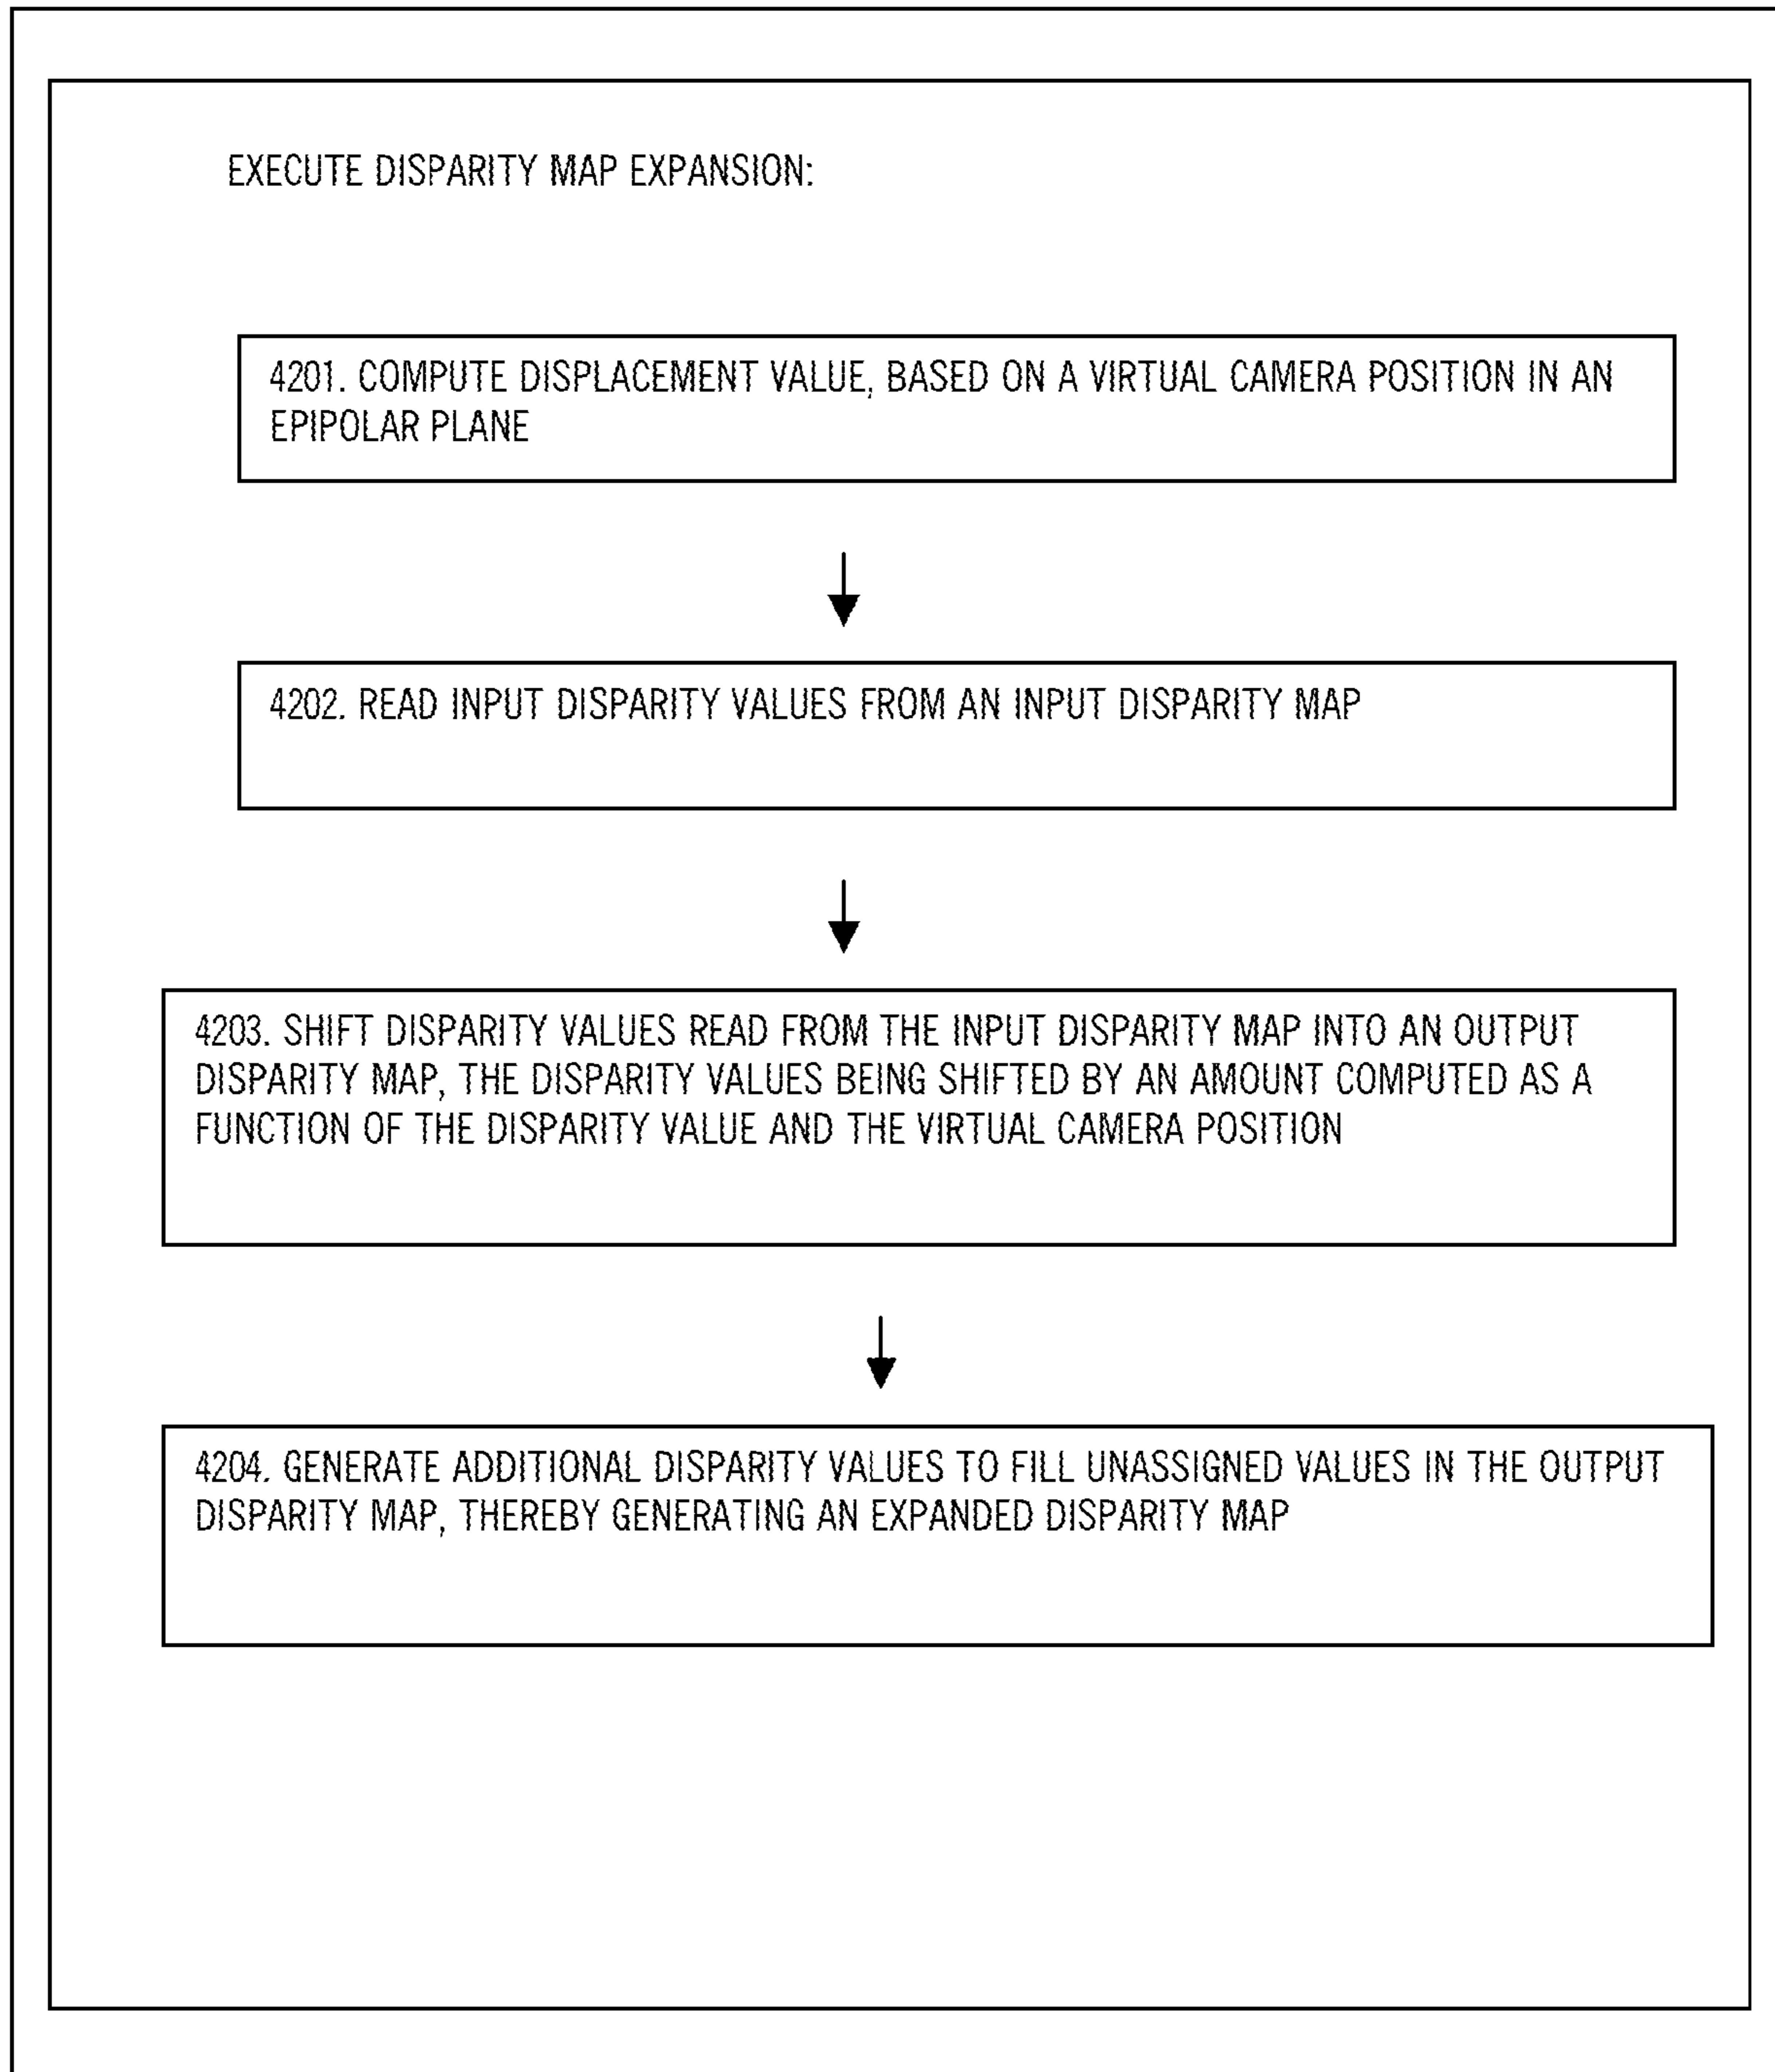 EXECUTE DISPARITY MAP EXPANSION:
4201. COMPUTE DISPLACEMENT VALUE, BASED ON A VIRTUAL CAMERA POSITION IN AN
EPIPOLAR PLANE
4202. READ INPUT DISPARITY VALUES FROM AN INPUT DISPARITY MAP
4203. SHIFT DISPARITY VALUES READ FROM THE INPUT DISPARITY MAP INTO AN OUTPUT
DISPARITY MAP, THE DISPARITY VALUES BEING SHIFTED BY AN AMOUNT COMPUTED AS A
FUNCTION OF THE DISPARITY VALUE AND THE VIRTUAL CAMERA POSITION
4204. GENERATE ADDITIONAL DISPARITY VALUES TO FILL UNASSIGNED VALUES IN THE OUTPUT
DISPARITY MAP, THEREBY GENERATING AN EXPANDED DISPARITY MAP